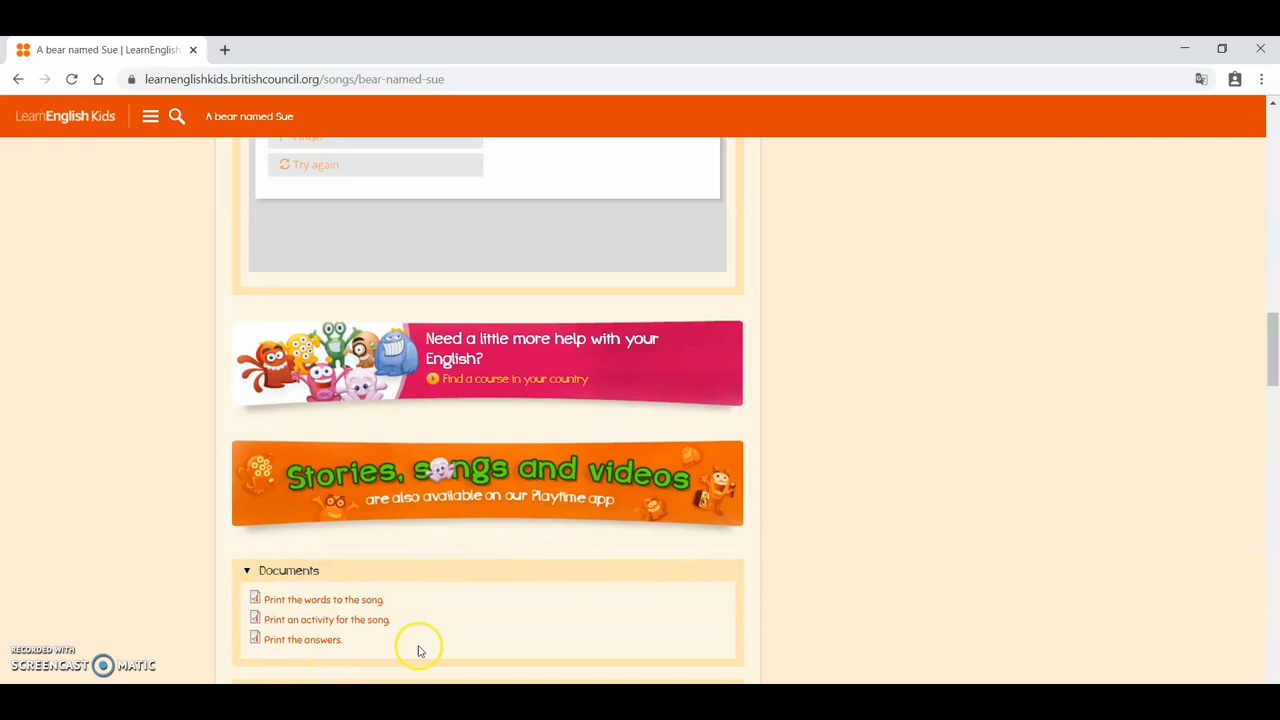 A bear named Sue | LearnEnglish
learnenglishkids.britishcouncil.org/songs/bear-named-sue
LearnEnglish Kids
A bear named Sue
Finish
Try again
Need a little more help with your
English?
Find a course in your country
Stories, songs and videos
are also available on our Playtime app
Documents
Print the words to the song.
Print an activity for the song.
Print the answers.
RECORDED WITH
SCREENCAST MATIC